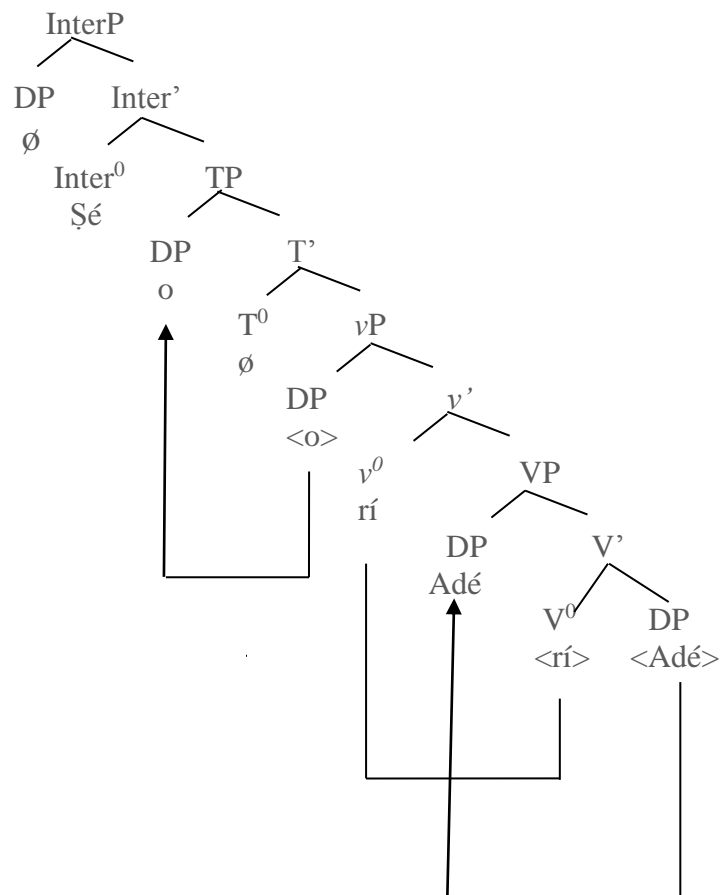 InterP
DP Inter’
ø
Inter⁰ TP
Ṣé
DP T’
o
T⁰ vP
ø
DP v’
<o>
v⁰ VP
rí
DP V’
Adé
V⁰ DP
<rí> <Adé>